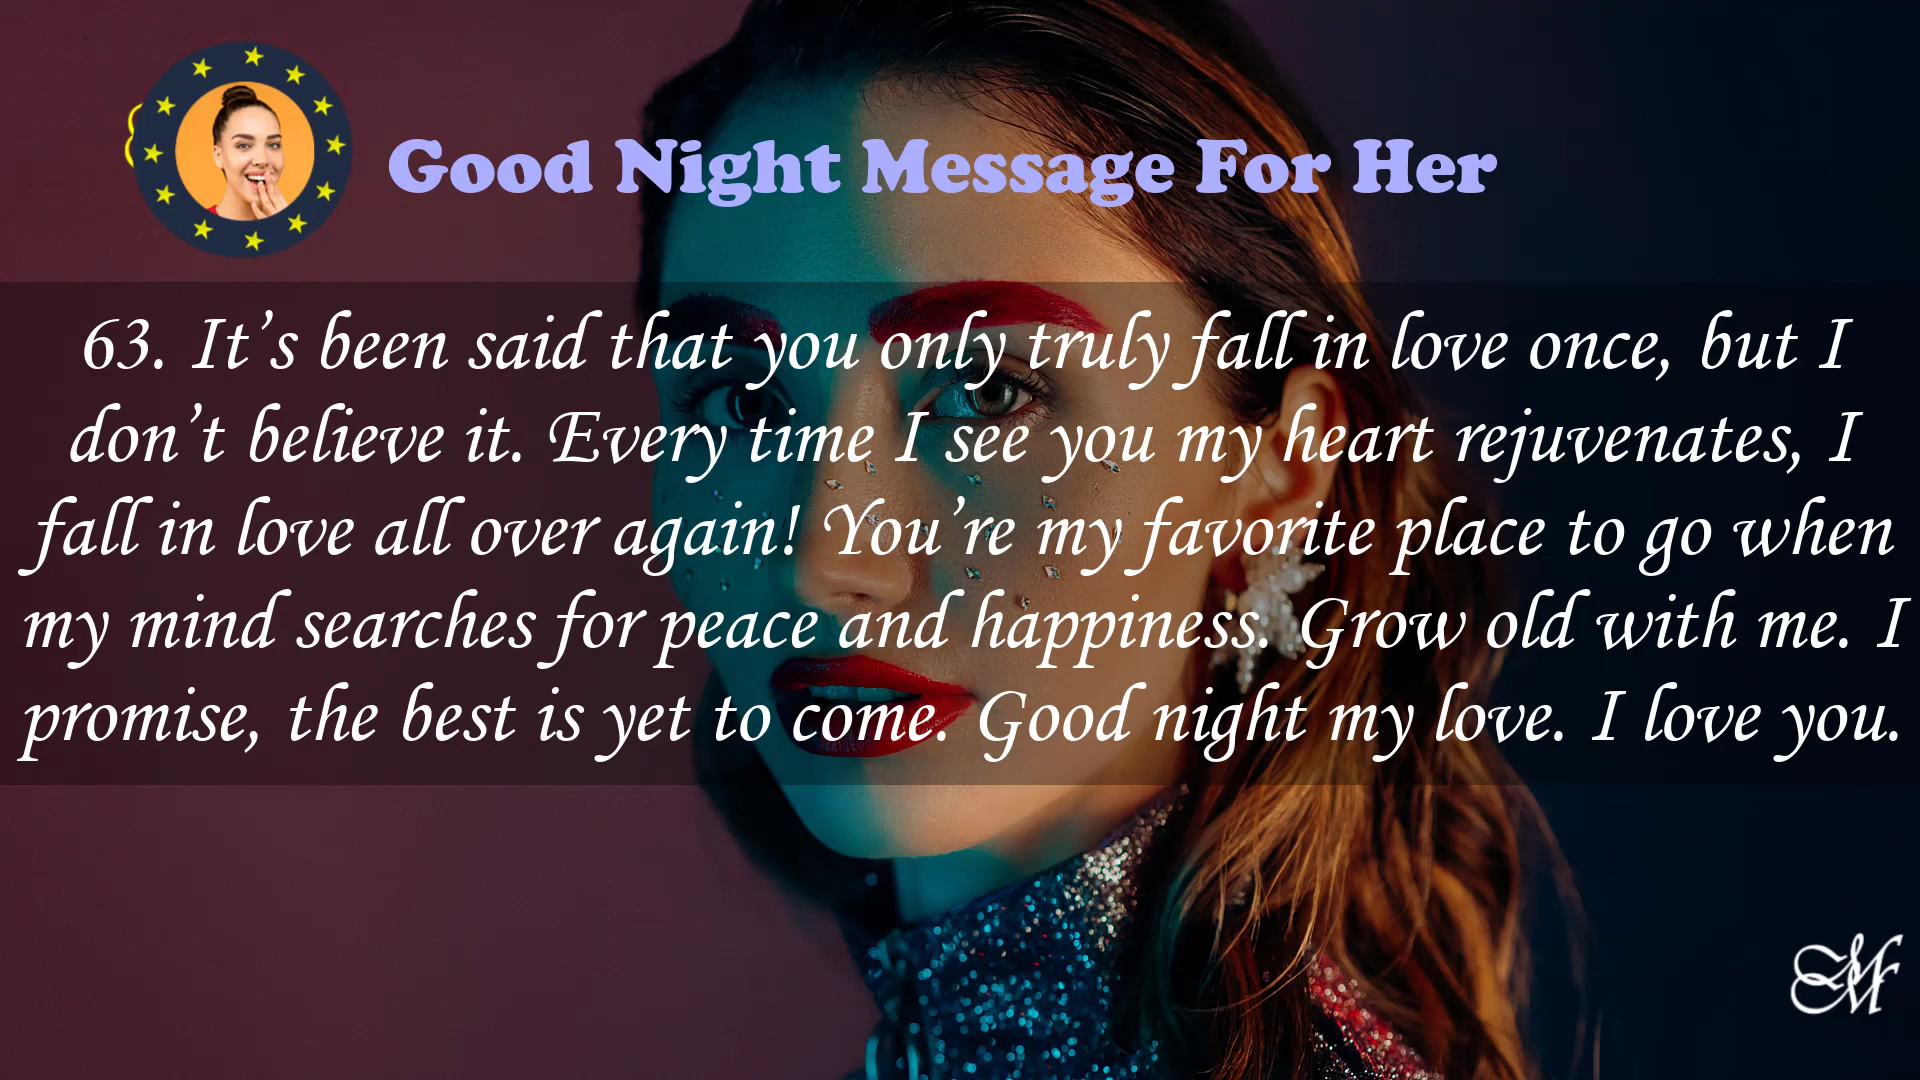 Good Night Message For Her
63. It’s been said that you only truly fall in love once, but I
don’t believe it. Every time I see you my heart rejuvenates, I
fall in love all over again! You’re my favorite place to go when
my mind searches for peace and happiness. Grow old with me. I
promise, the best is yet to come. Good night my love. I love you.